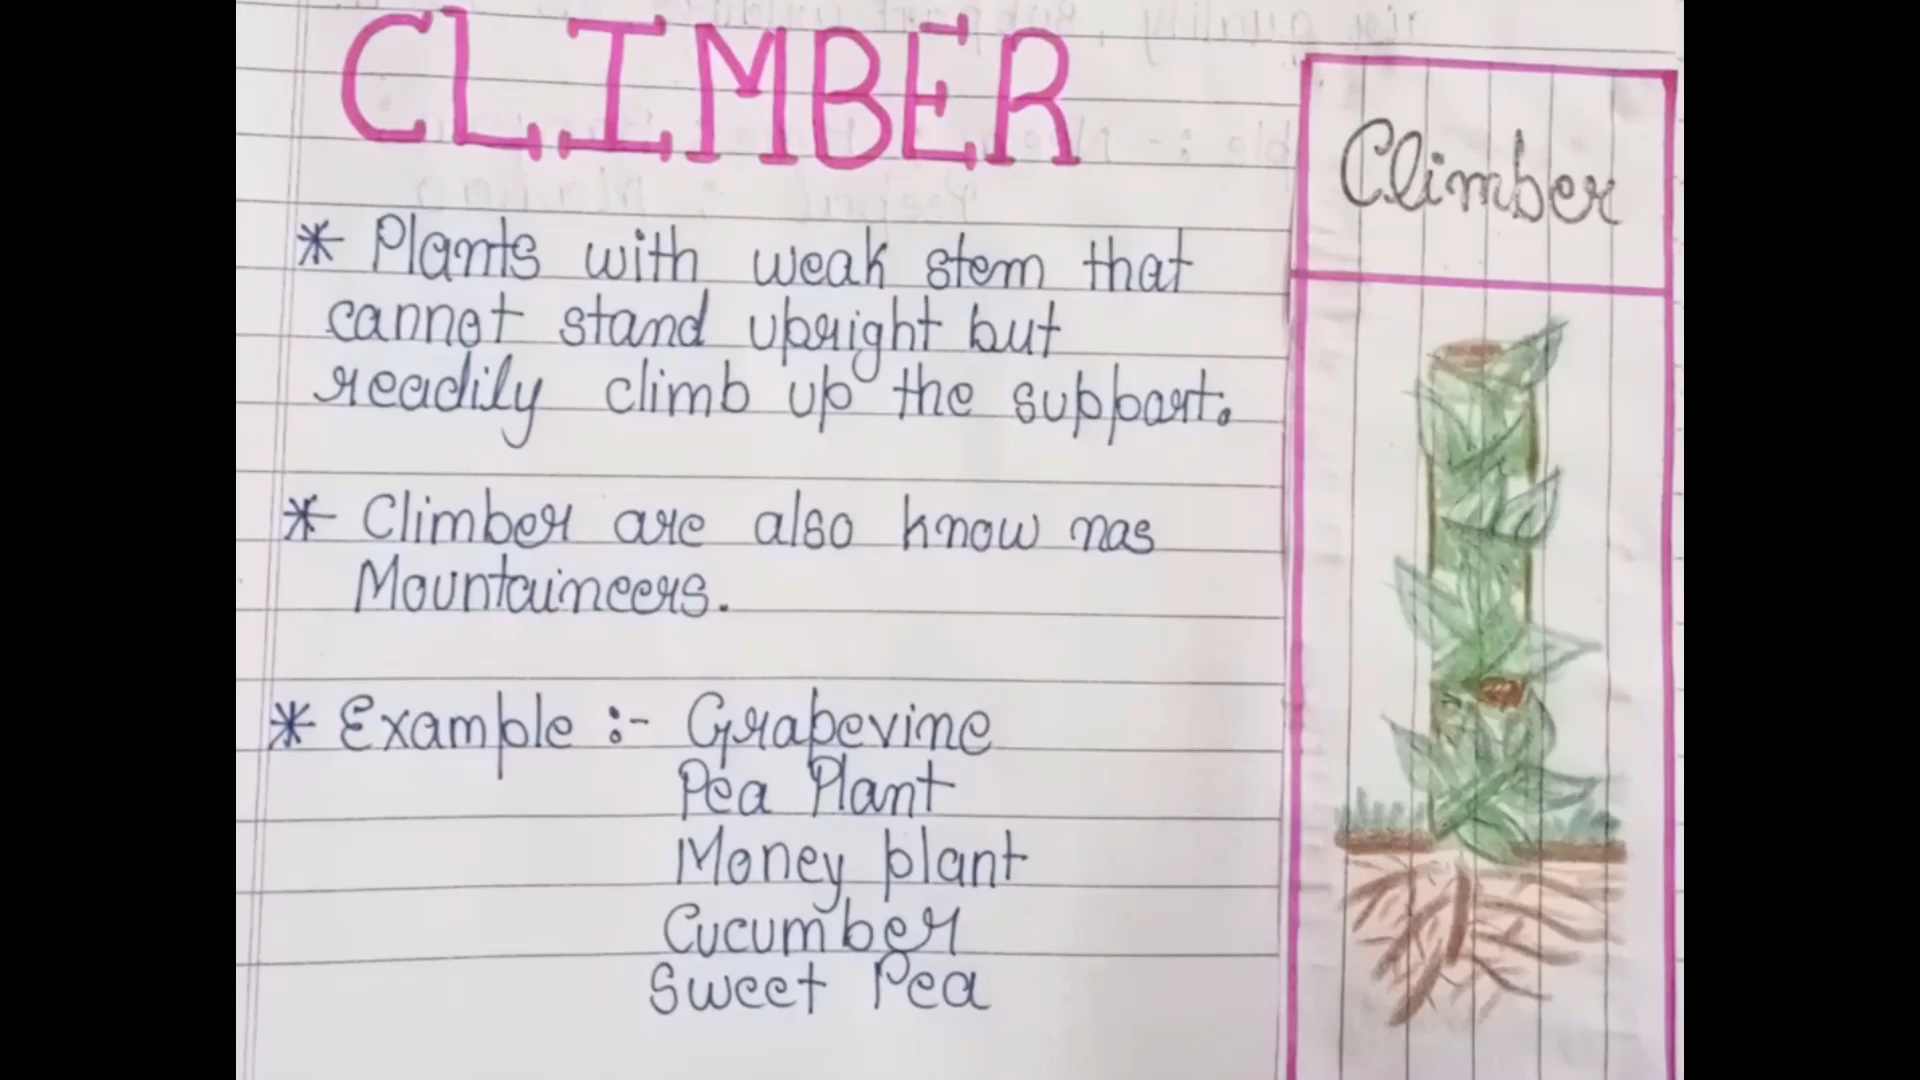 CLIMBER
Climber
* Plants with weak stem that
cannot stand upright but
readily climb up the support.
* Climber are also know nas
Mountaineers.
* Example :- Grapevine
Pea Plant
Money plant
Cucumber
Sweet Pea